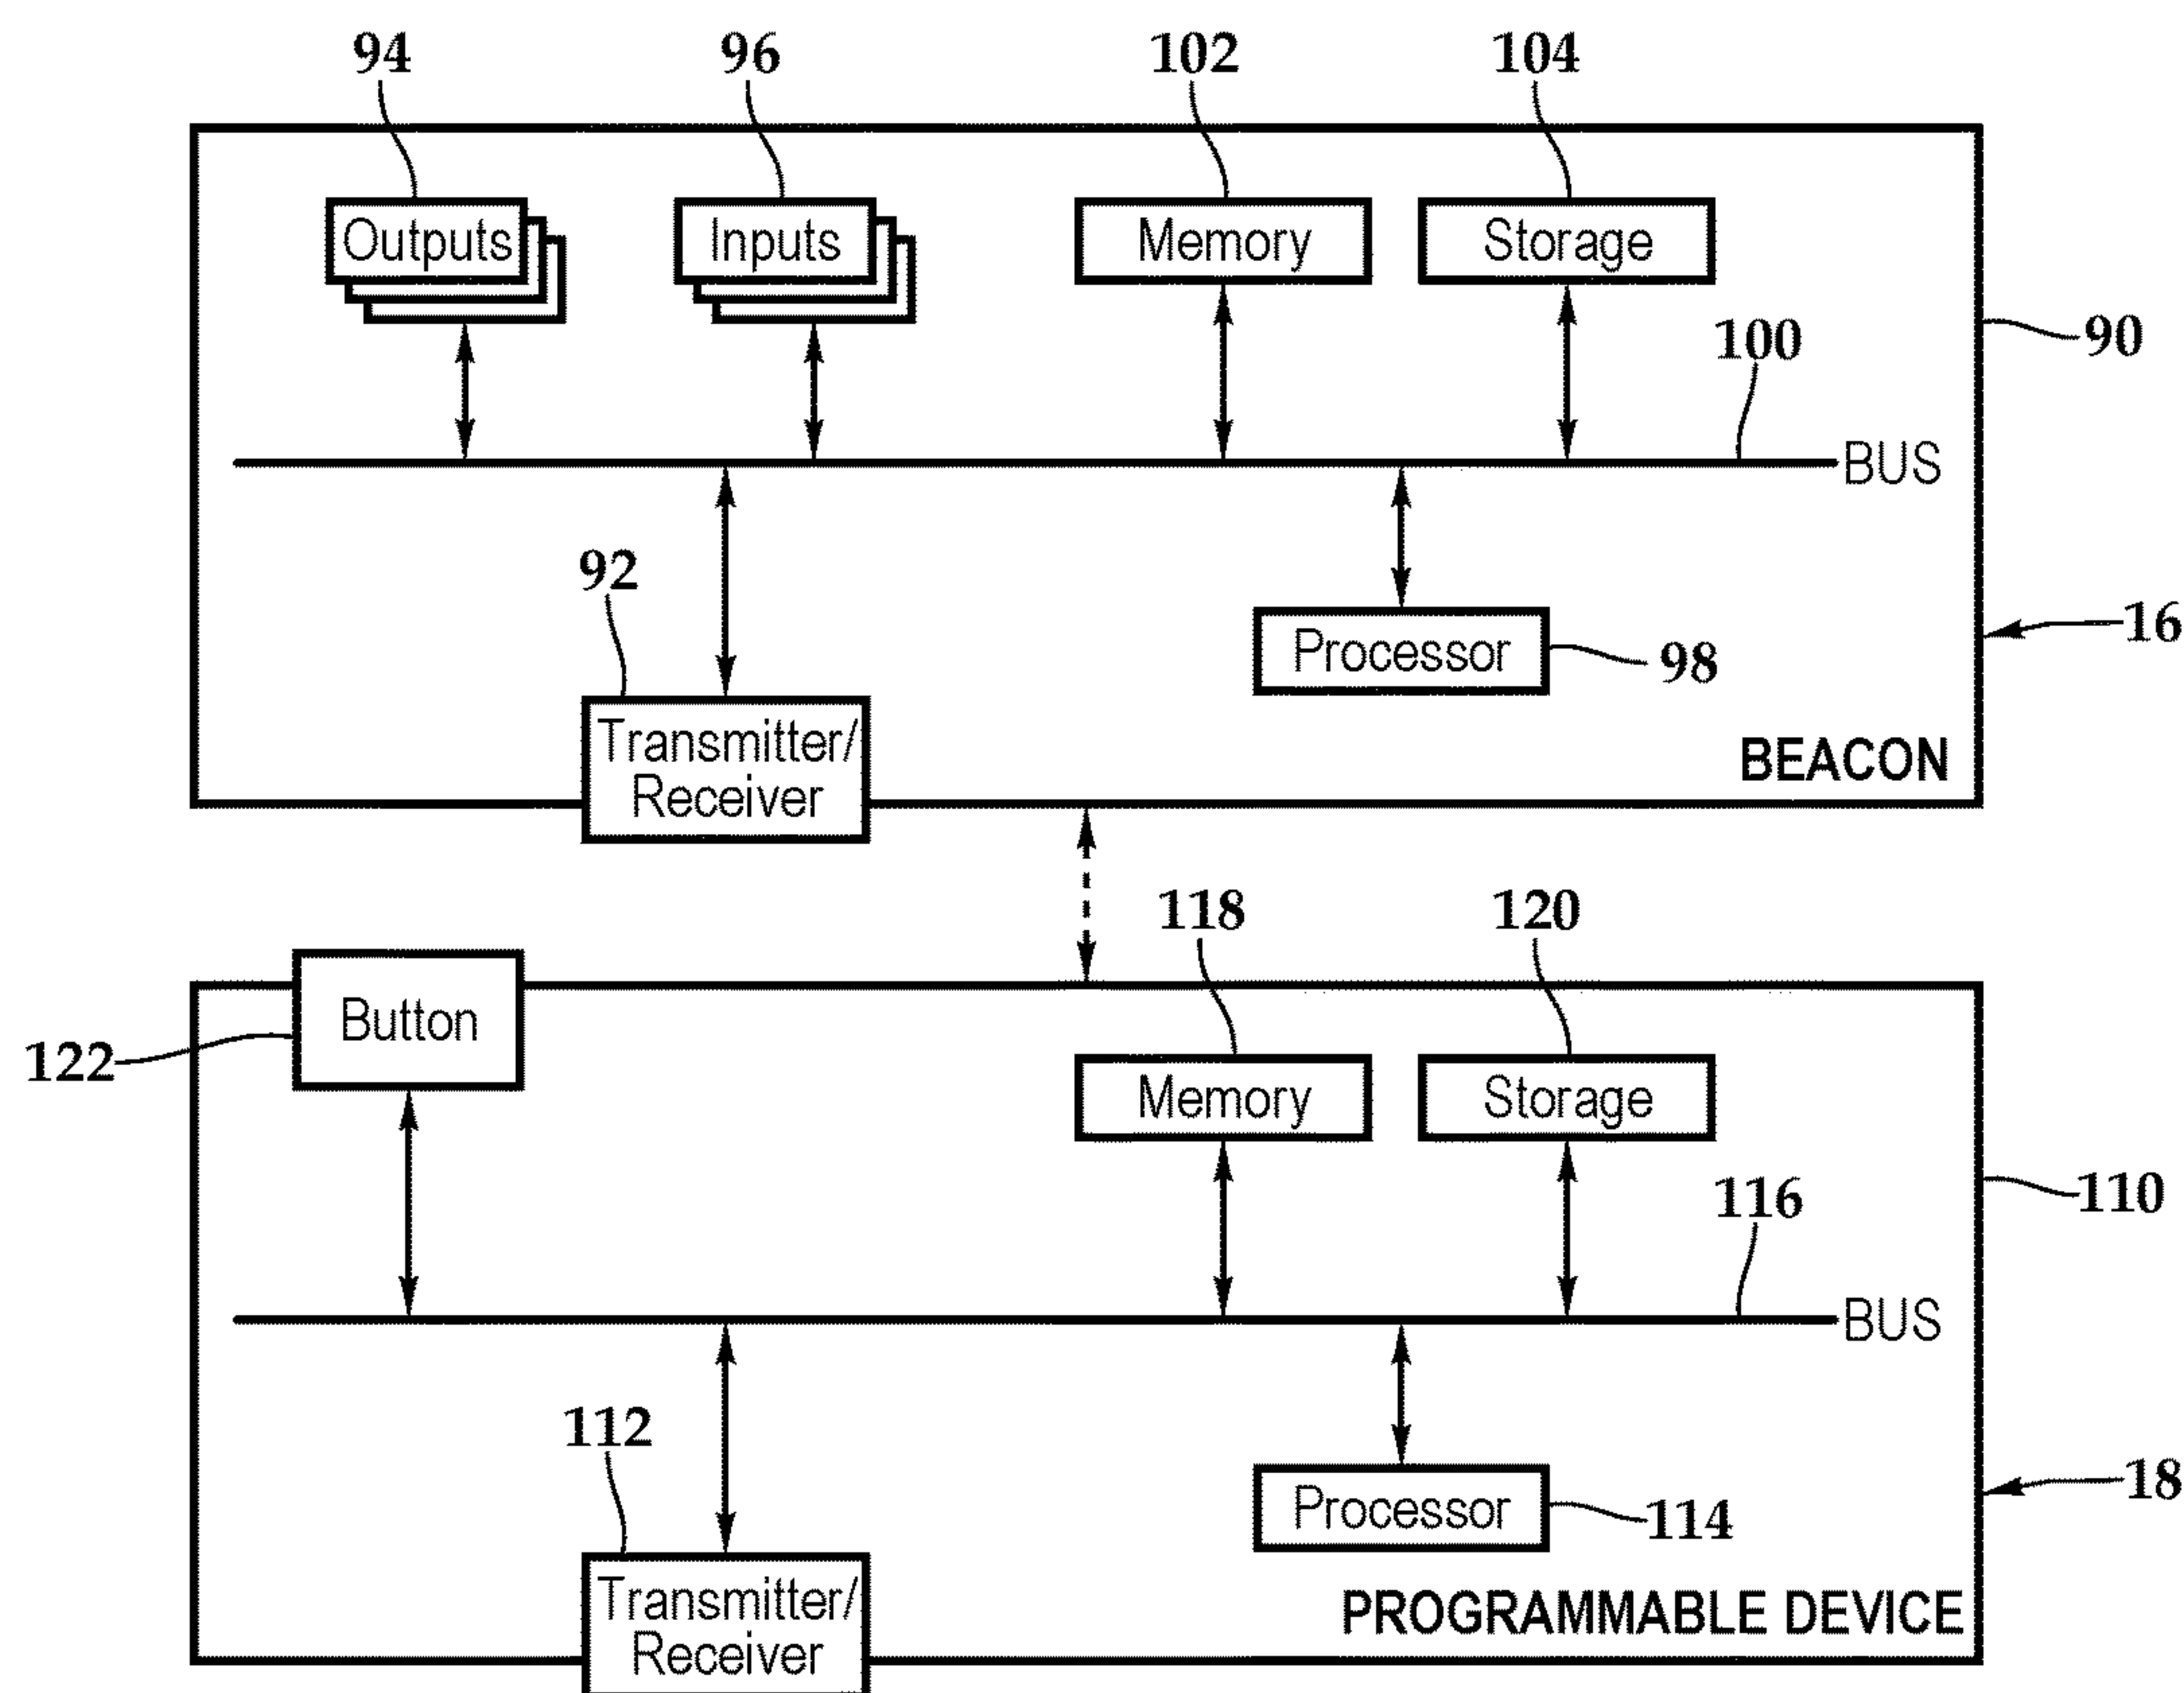 94
96
102
104
Outputs
Inputs
Memory
Storage
90
100
BUS
92
16
Processor
98
Transmitter/
Receiver
BEACON
118
120
Button
122
Memory
Storage
110
116
BUS
112
18
Processor
114
Transmitter/
Receiver
PROGRAMMABLE DEVICE